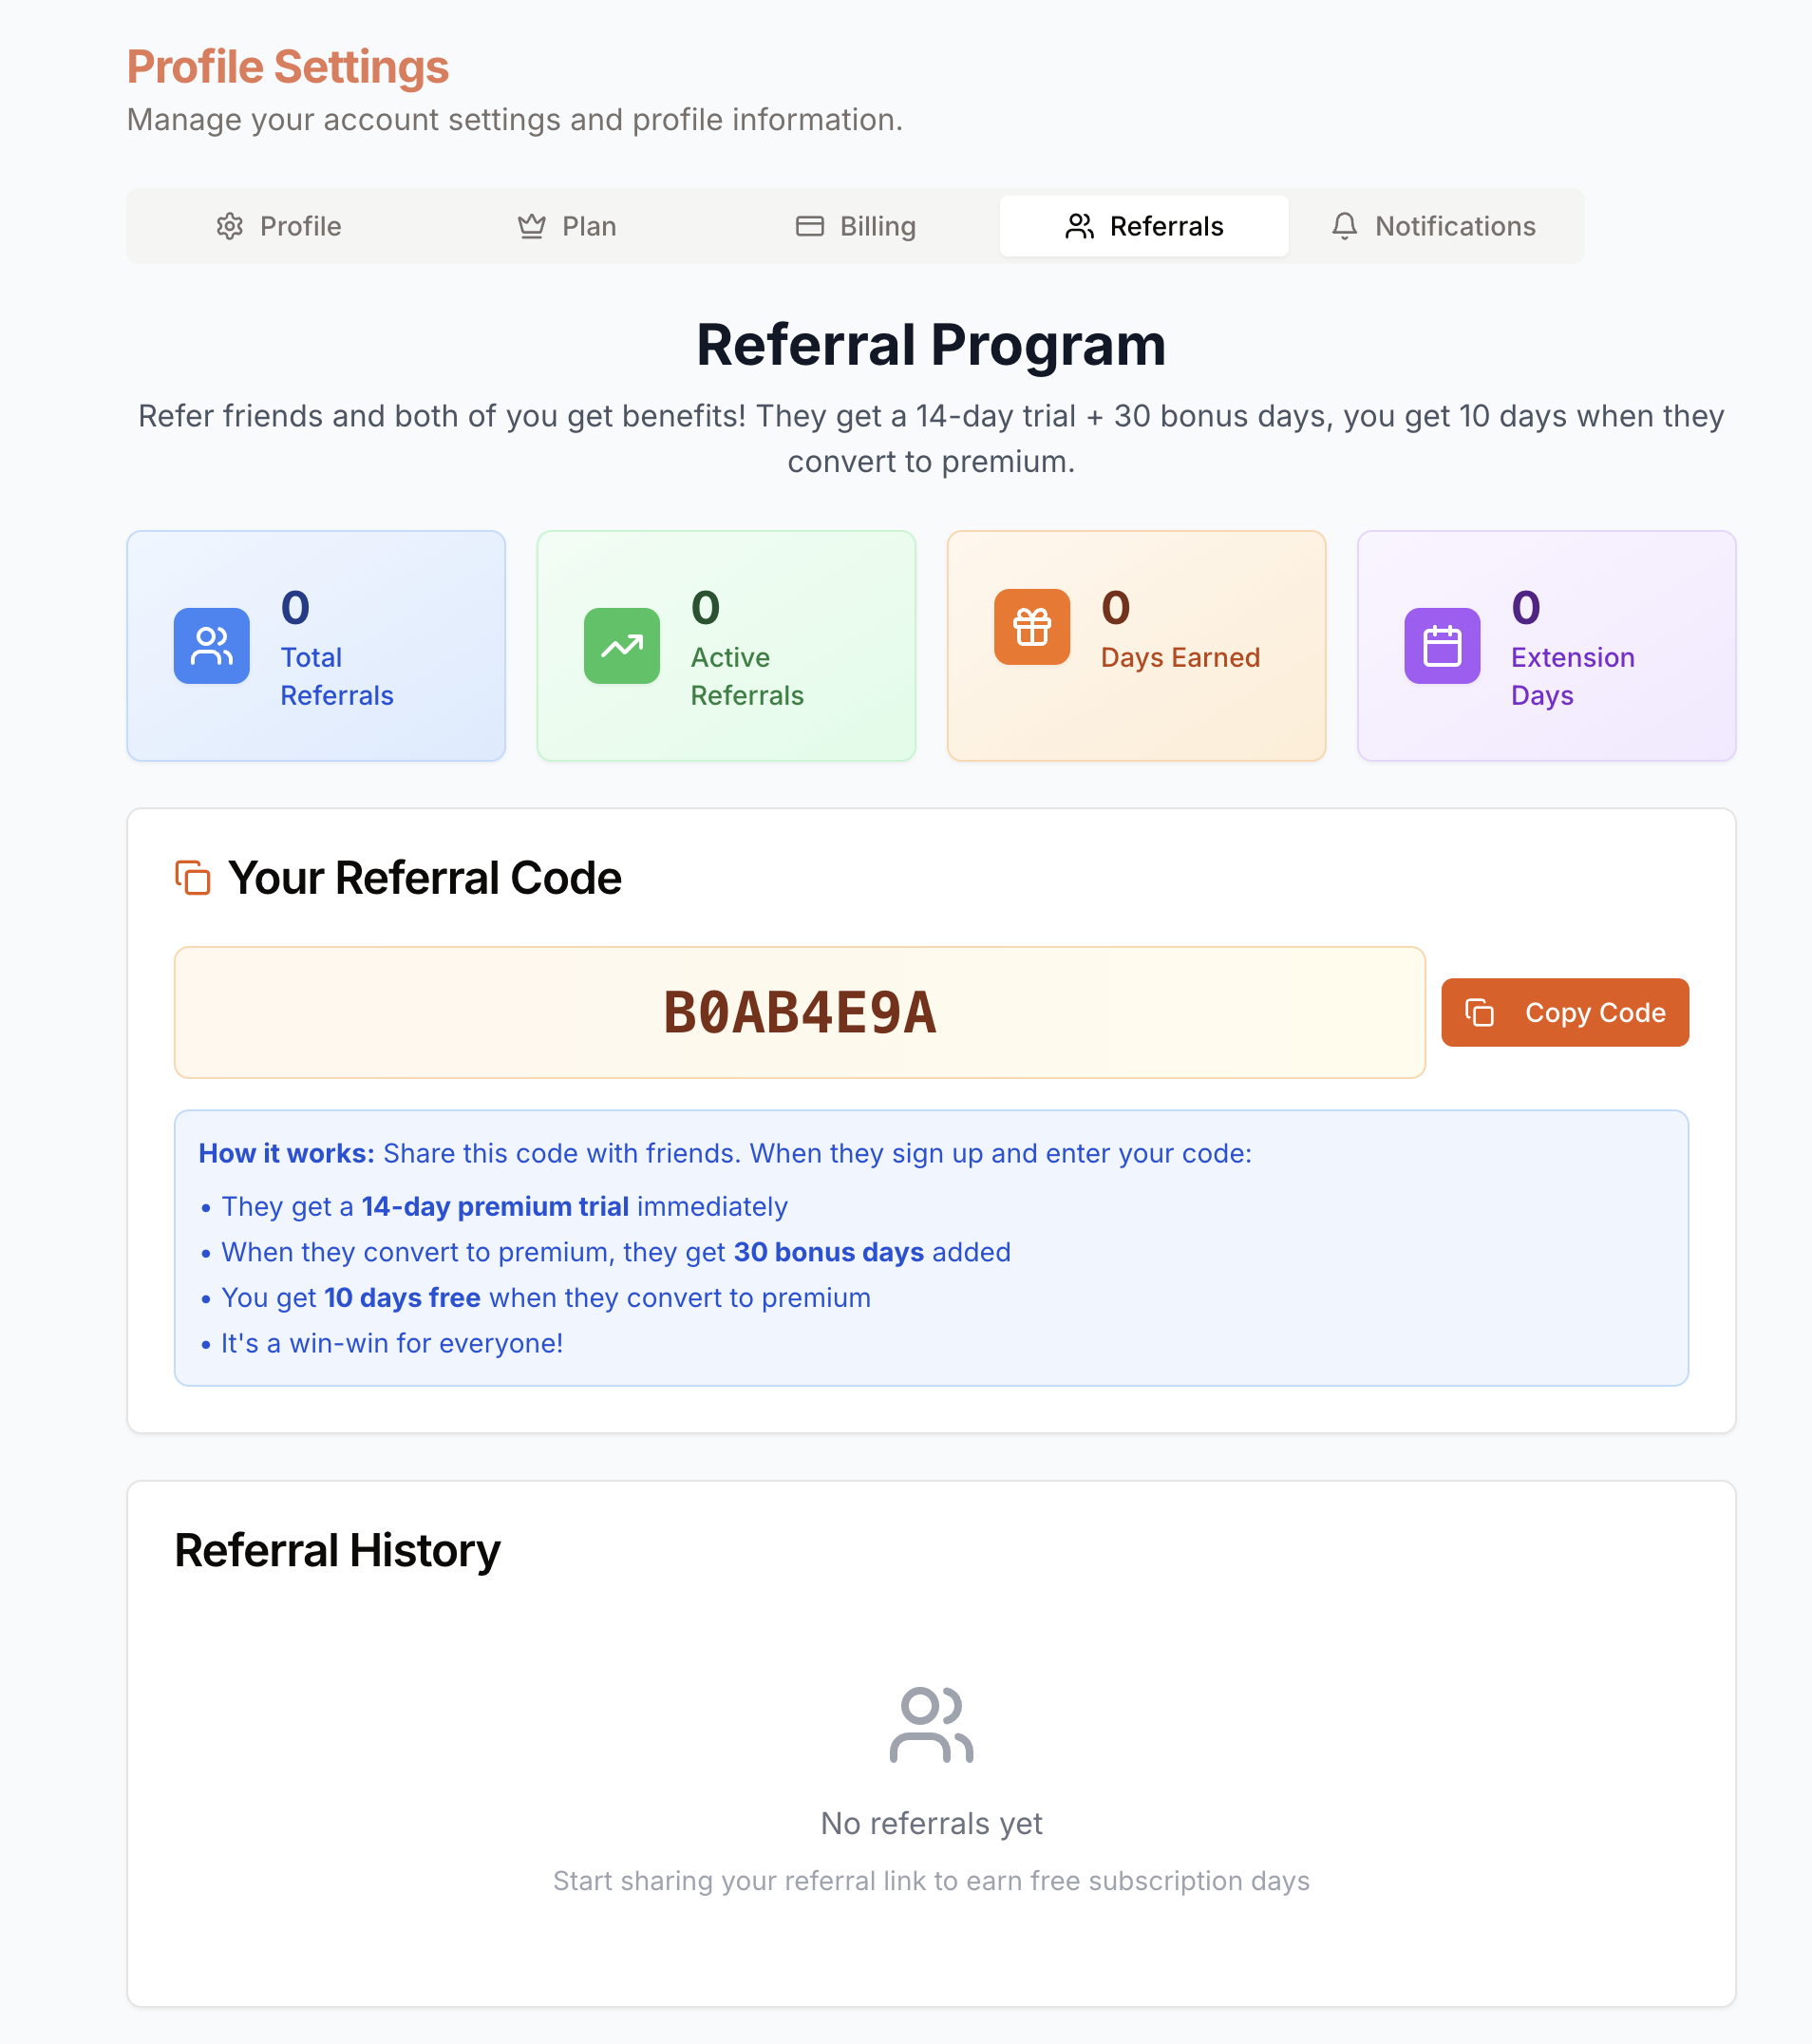 Profile Settings
Manage your account settings and profile information.
Profile
Plan
Billing
Referrals
Notifications
Referral Program
Refer friends and both of you get benefits! They get a 14-day trial + 30 bonus days, you get 10 days when they
convert to premium.
0
Total
Referrals
0
Active
Referrals
0
Days Earned
0
Extension
Days
Your Referral Code
B0AB4E9A
Copy Code
How it works: Share this code with friends. When they sign up and enter your code:
• They get a 14-day premium trial immediately
• When they convert to premium, they get 30 bonus days added
• You get 10 days free when they convert to premium
• It's a win-win for everyone!
Referral History
No referrals yet
Start sharing your referral link to earn free subscription days